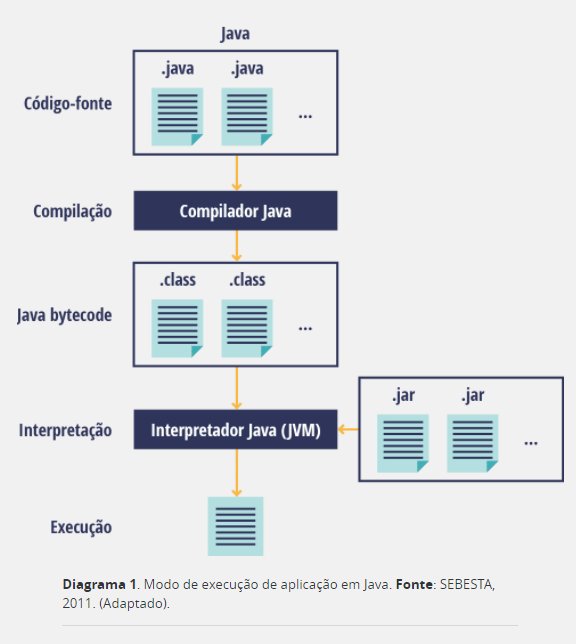 Java
.java .java
Código-fonte
...
Compilação
Compilador Java
.class .class
Java bytecode
...
.jar .jar
Interpretação
Interpretador Java (JVM)
...
Execução
Diagrama 1. Modo de execução de aplicação em Java. Fonte: SEBESTA,
2011. (Adaptado).